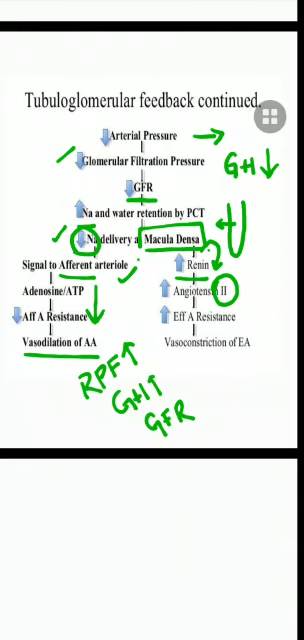 Tubuloglomerular feedback continued.
Arterial Pressure
Glomerular Filtration Pressure
GH ↓
GFR
Na and water retention by PCT
Na delivery a Macula Densa
Signal to Afferent arteriole
Renin
Adenosine/ATP
Angiotensin II
Aff A Resistance
Eff A Resistance
Vasodilation of AA
Vasoconstriction of EA
RPF↑
GH↑
GFR